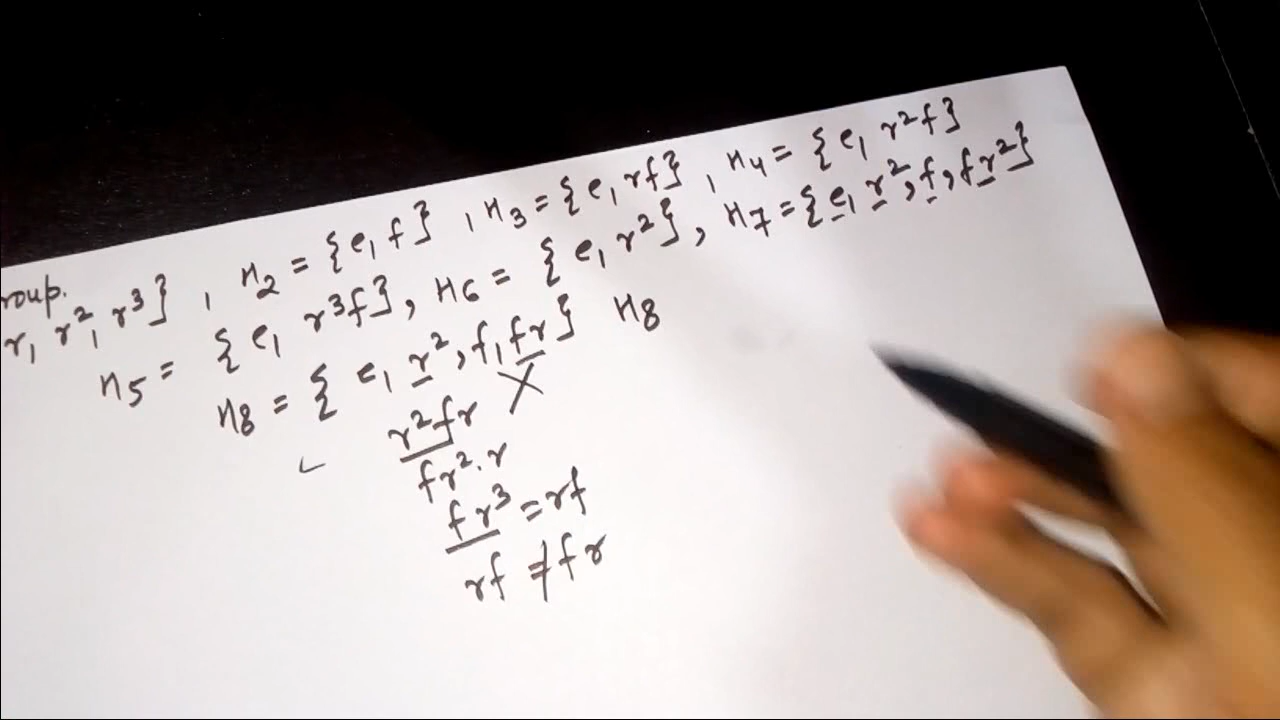 roup.
r, r², r³} , H2 = {e, f} , H3 = {e, rf} , H4 = {e, r²f}
H5 = {e, r³f}, H6 = {e, r²}, H7 = {e, r², f, fr²}
H8 = {e, r², f, fr} H8
r²fr X
fr².r
fr³ = rf
rf ≠ fr